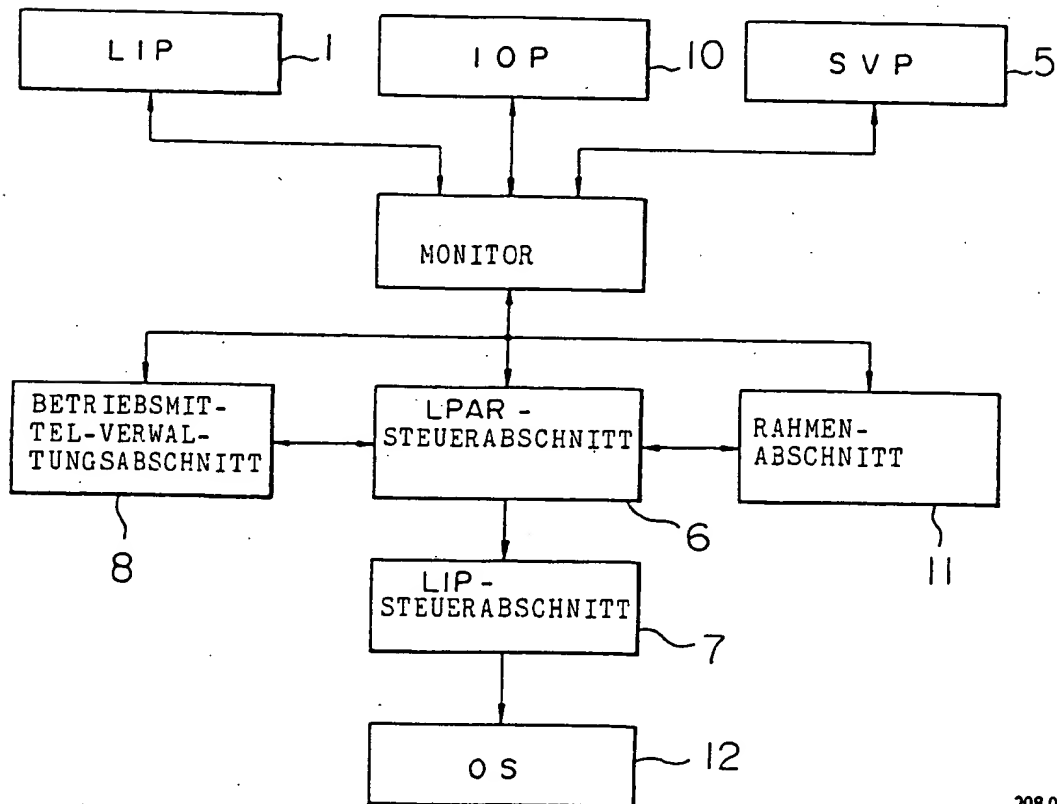 LIP 1
IOP 10
SVP 5
MONITOR
BETRIEBSMIT-
TEL-VERWAL-
TUNGSABSCHNITT
8
LPAR-
STEUERABSCHNITT
6
RAHMEN-
ABSCHNITT
11
LIP-
STEUERABSCHNITT
7
OS 12